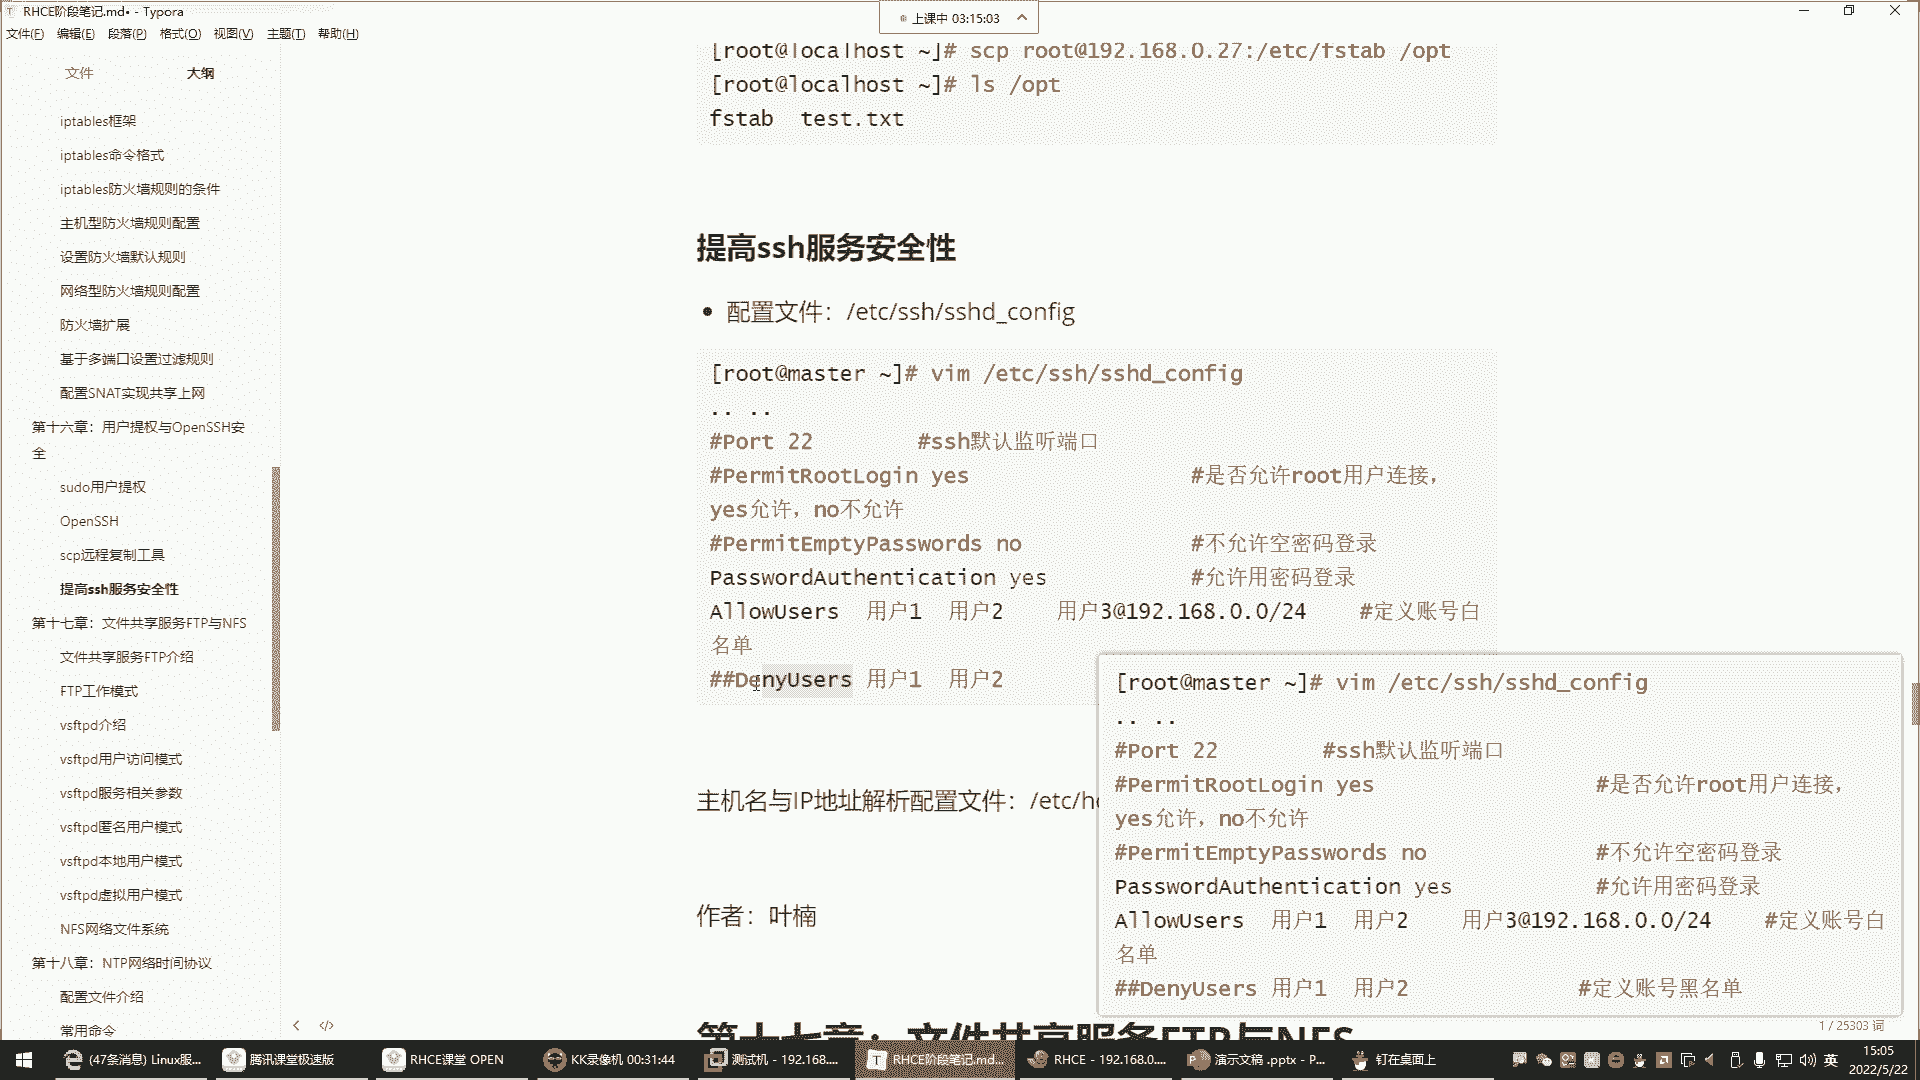 RHCE阶段笔记.md• - Typora
上课中 03:15:03
文件(F) 编辑(E) 段落(P) 格式(O) 视图(V) 主题(T) 帮助(H)
文件 大纲
iptables框架
iptables命令格式
iptables防火墙规则的条件
主机型防火墙规则配置
设置防火墙默认规则
网络型防火墙规则配置
防火墙扩展
基于多端口设置过滤规则
配置SNAT实现共享上网
第十六章：用户提权与OpenSSH安
全
sudo用户提权
OpenSSH
scp远程复制工具
提高ssh服务安全性
第十七章：文件共享服务FTP与NFS
文件共享服务FTP介绍
FTP工作模式
vsftpd介绍
vsftpd用户访问模式
vsftpd服务相关参数
vsftpd匿名用户模式
vsftpd本地用户模式
vsftpd虚拟用户模式
NFS网络文件系统
第十八章：NTP网络时间协议
配置文件介绍
常用命令
[root@localhost ~]# scp root@192.168.0.27:/etc/fstab /opt
[root@localhost ~]# ls /opt
fstab test.txt
提高ssh服务安全性
配置文件：/etc/ssh/sshd_config
[root@master ~]# vim /etc/ssh/sshd_config
.. ..
#Port 22 #ssh默认监听端口
#PermitRootLogin yes #是否允许root用户连接，
yes允许，no不允许
#PermitEmptyPasswords no #不允许空密码登录
PasswordAuthentication yes #允许用密码登录
AllowUsers 用户1 用户2 用户3@192.168.0.0/24 #定义账号白
名单
##DenyUsers 用户1 用户2
主机名与IP地址解析配置文件：/etc/h
作者：叶楠
第十七章：文件共享服务FTP与NFS
[root@master ~]# vim /etc/ssh/sshd_config
.. ..
#Port 22 #ssh默认监听端口
#PermitRootLogin yes #是否允许root用户连接，
yes允许，no不允许
#PermitEmptyPasswords no #不允许空密码登录
PasswordAuthentication yes #允许用密码登录
AllowUsers 用户1 用户2 用户3@192.168.0.0/24 #定义账号白
名单
##DenyUsers 用户1 用户2 #定义账号黑名单
1 / 25303 词
(47条消息) Linux服... 腾讯课堂极速版 RHCE课堂 OPEN KK录像机 00:31:44 测试机 - 192.168.... RHCE阶段笔记.md... RHCE - 192.168.0.... 演示文稿 .pptx - P... 钉在桌面上 英 15:05
2022/5/22